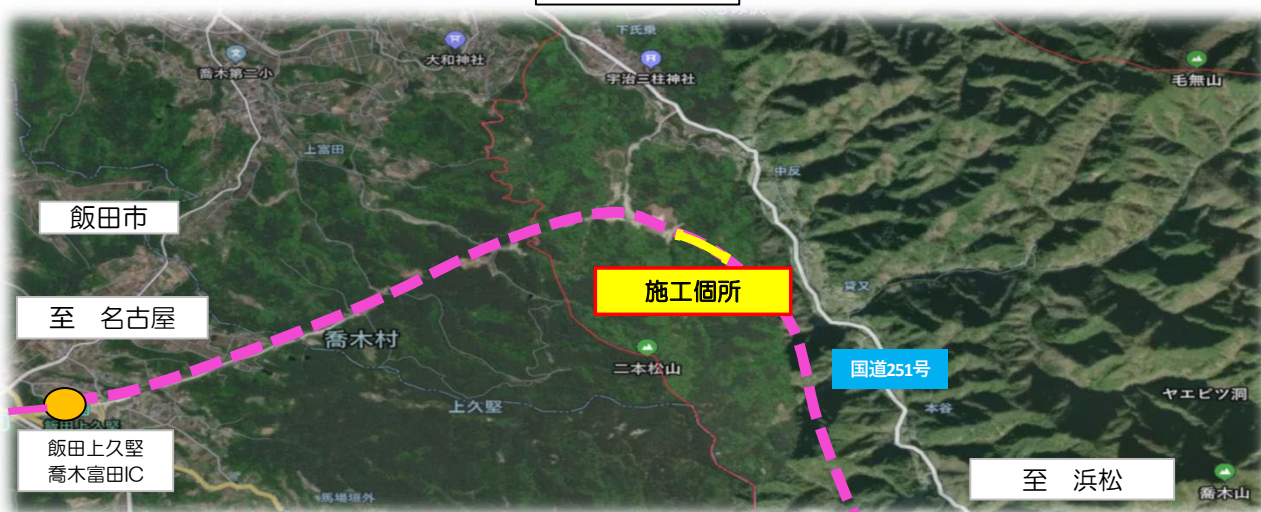 下氏乗
大和神社
喬木第二小
宇治三柱神社
毛無山
上富田
中反
飯田市
貸又
施工個所
至 名古屋
喬木村
二本松山
国道251号
ヤエビツ洞
上久堅
本谷
飯田上久堅
喬木富田IC
至 浜松
馬場垣外
喬木山